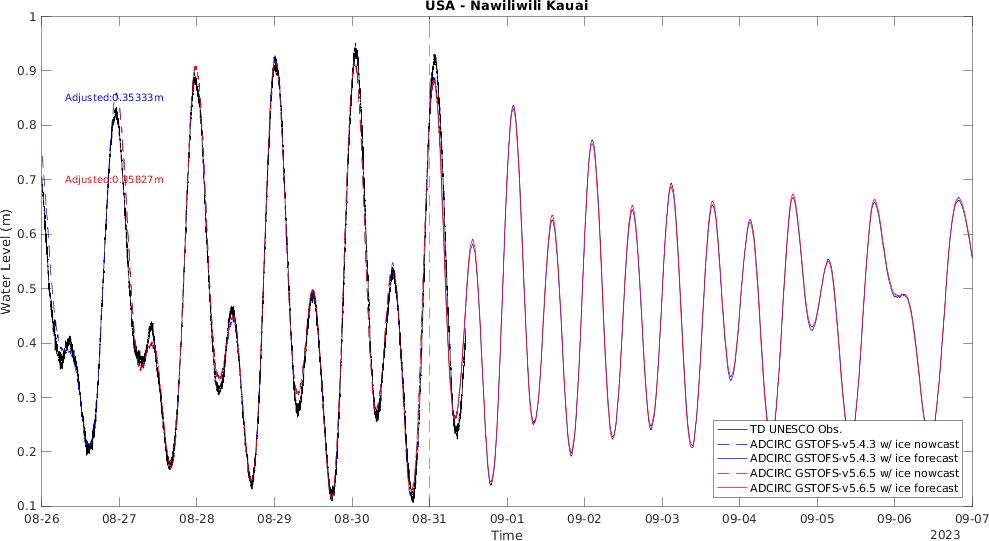 USA - Nawiliwili Kauai
1
0.9
0.8
0.7
0.6
0.5
0.4
0.3
0.2
0.1
Water Level (m)
Adjusted:0.35333m
Adjusted:0.35827m
TD UNESCO Obs.
ADCIRC GSTOFS-v5.4.3 w/ ice nowcast
ADCIRC GSTOFS-v5.4.3 w/ ice forecast
ADCIRC GSTOFS-v5.6.5 w/ ice nowcast
ADCIRC GSTOFS-v5.6.5 w/ ice forecast
08-26 08-27 08-28 08-29 08-30 08-31 09-01 09-02 09-03 09-04 09-05 09-06 09-07
Time
2023